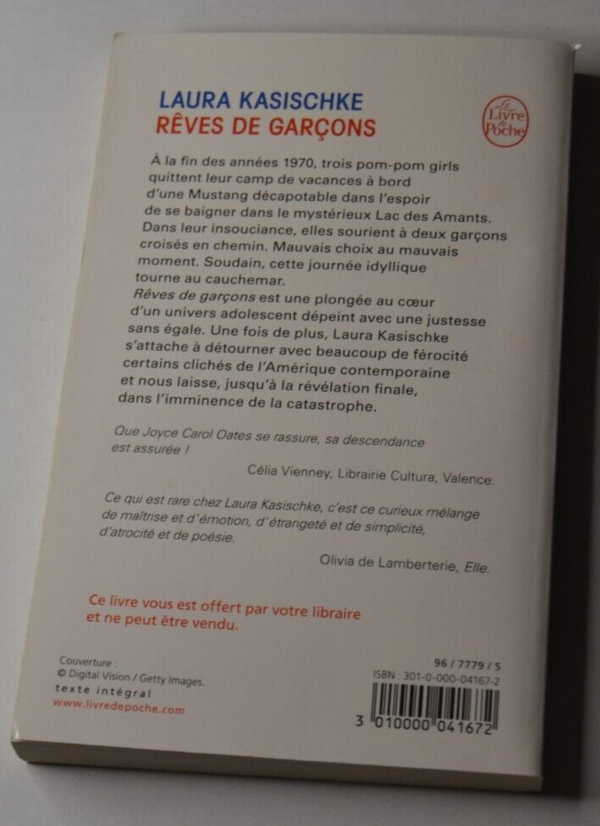 LAURA KASISCHKE
RÊVES DE GARÇONS
Le
Livre
de
Poche
À la fin des années 1970, trois pom-pom girls
quittent leur camp de vacances à bord
d'une Mustang décapotable dans l'espoir
de se baigner dans le mystérieux Lac des Amants.
Dans leur insouciance, elles sourient à deux garçons
croisés en chemin. Mauvais choix au mauvais
moment. Soudain, cette journée idyllique
tourne au cauchemar.
Rêves de garçons est une plongée au cœur
d'un univers adolescent dépeint avec une justesse
sans égale. Une fois de plus, Laura Kasischke
s'attache à détourner avec beaucoup de férocité
certains clichés de l'Amérique contemporaine
et nous laisse, jusqu'à la révélation finale,
dans l'imminence de la catastrophe.
Que Joyce Carol Oates se rassure, sa descendance
est assurée !
Célia Vienney, Librairie Cultura, Valence.
Ce qui est rare chez Laura Kasischke, c'est ce curieux mélange
de maîtrise et d'émotion, d'étrangeté et de simplicité,
d'atrocité et de poésie.
Olivia de Lamberterie, Elle.
Ce livre vous est offert par votre libraire
et ne peut être vendu.
Couverture :
© Digital Vision / Getty Images.
texte intégral
www.livredepoche.com
96 / 7779 / 5
ISBN : 301-0-000-04167-2
3 010000 041672